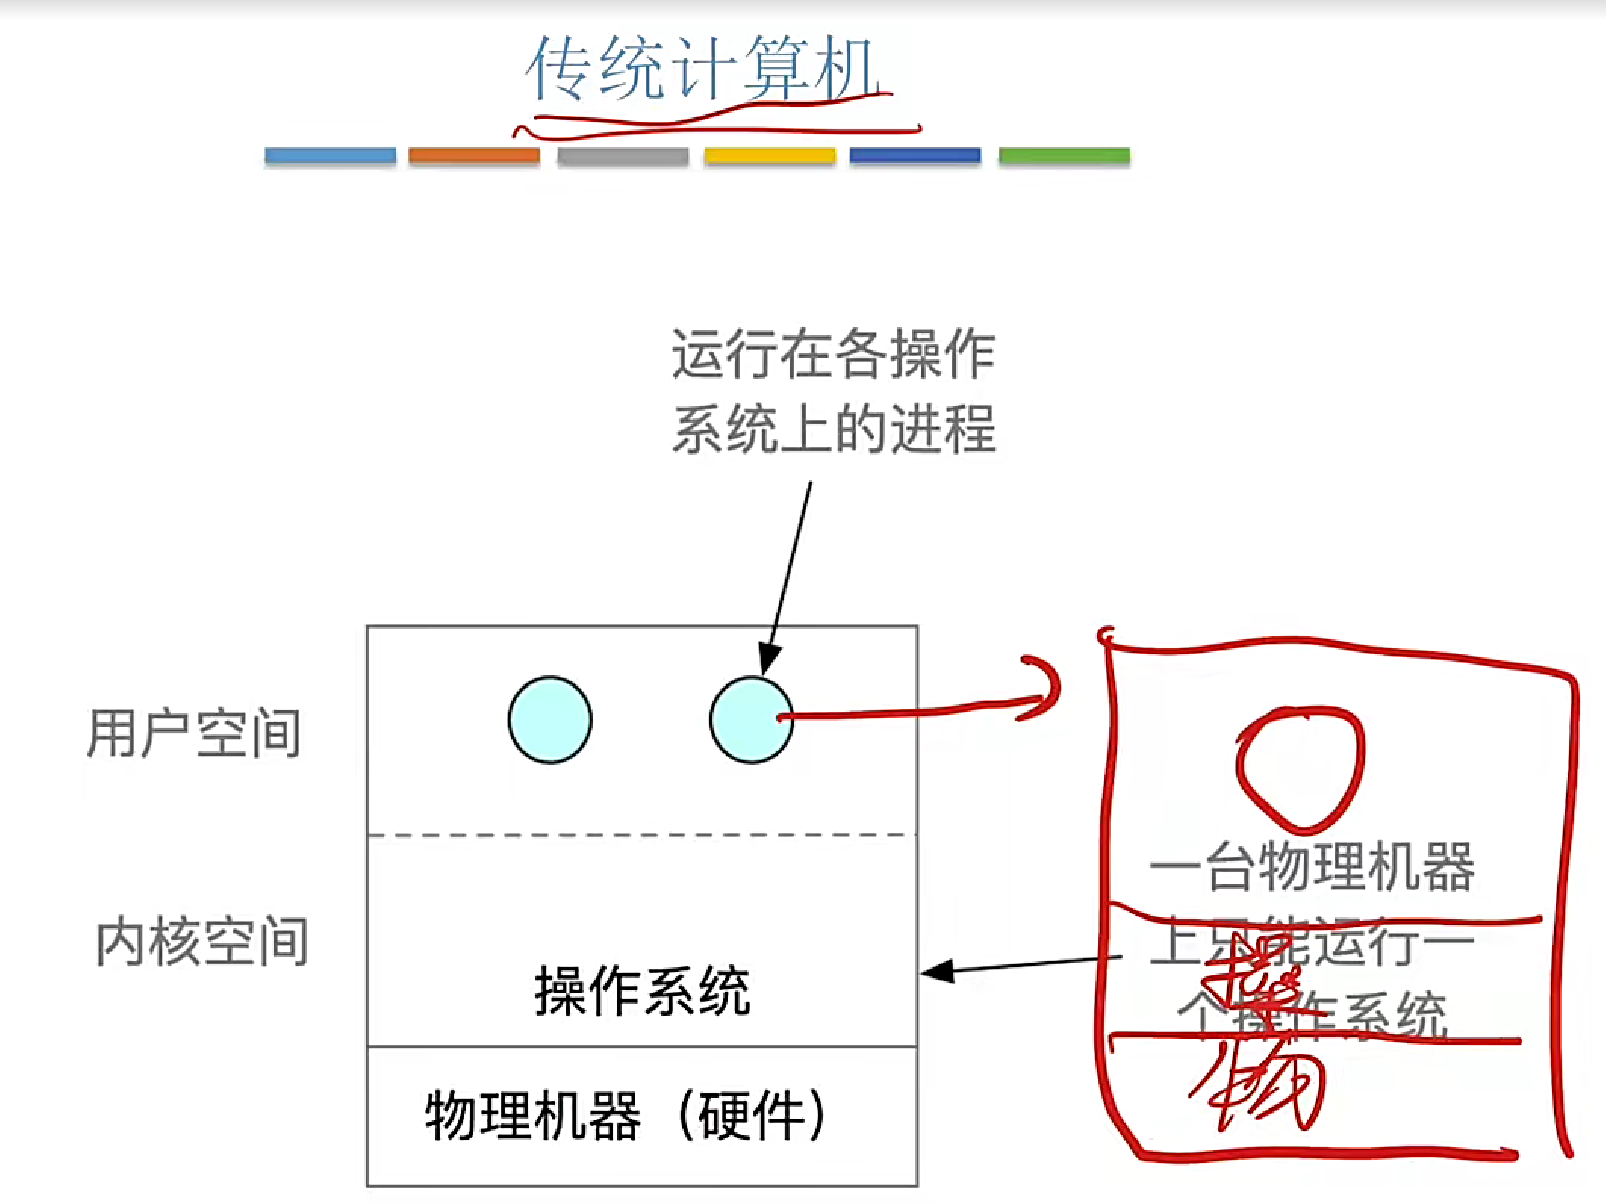 传统计算机
运行在各操作
系统上的进程
用户空间
内核空间
操作系统
物理机器（硬件）
一台物理机器
上只能运行一
个操作系统
操
物